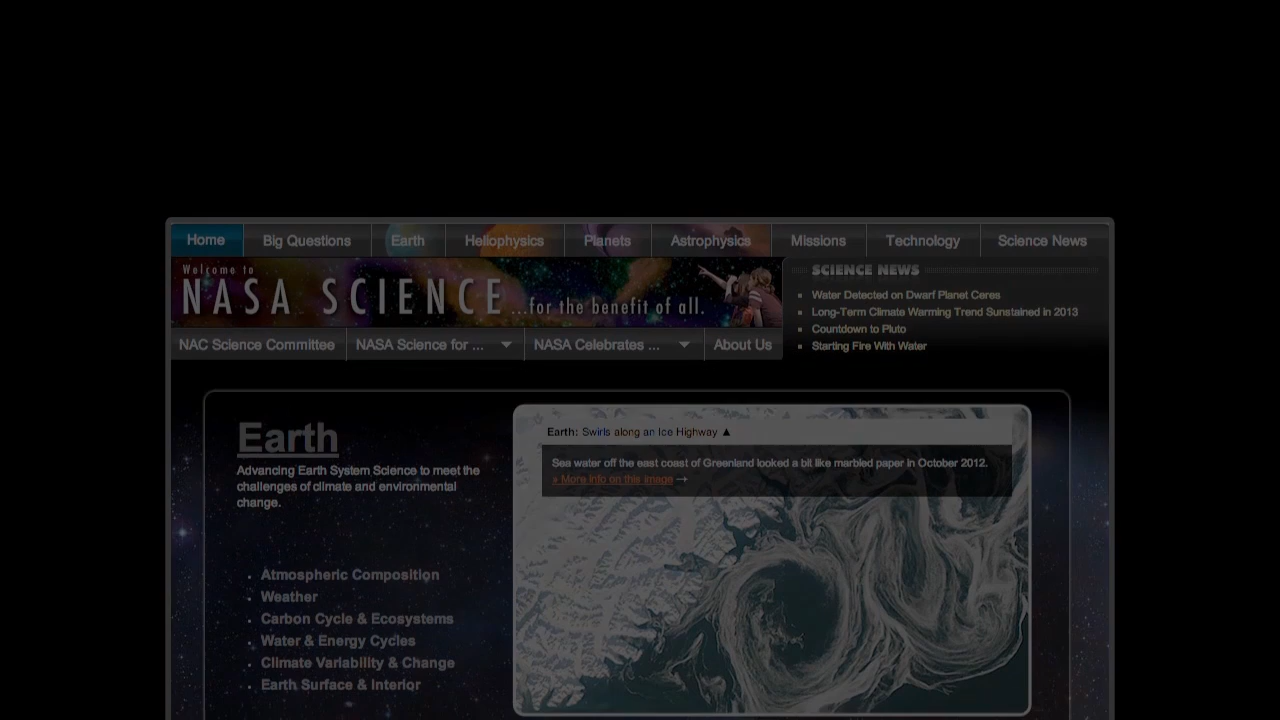 Home Big Questions Earth Heliophysics Planets Astrophysics Missions Technology Science News
Welcome to
NASA SCIENCE ...for the benefit of all.
SCIENCE NEWS
Water Detected on Dwarf Planet Ceres
Long-Term Climate Warming Trend Sunstained in 2013
Countdown to Pluto
Starting Fire With Water
NAC Science Committee NASA Science for ... NASA Celebrates ... About Us
Earth
Advancing Earth System Science to meet the
challenges of climate and environmental
change.
Atmospheric Composition
Weather
Carbon Cycle & Ecosystems
Water & Energy Cycles
Climate Variability & Change
Earth Surface & Interior
Earth: Swirls along an Ice Highway ▲
Sea water off the east coast of Greenland looked a bit like marbled paper in October 2012.
» More info on this image →